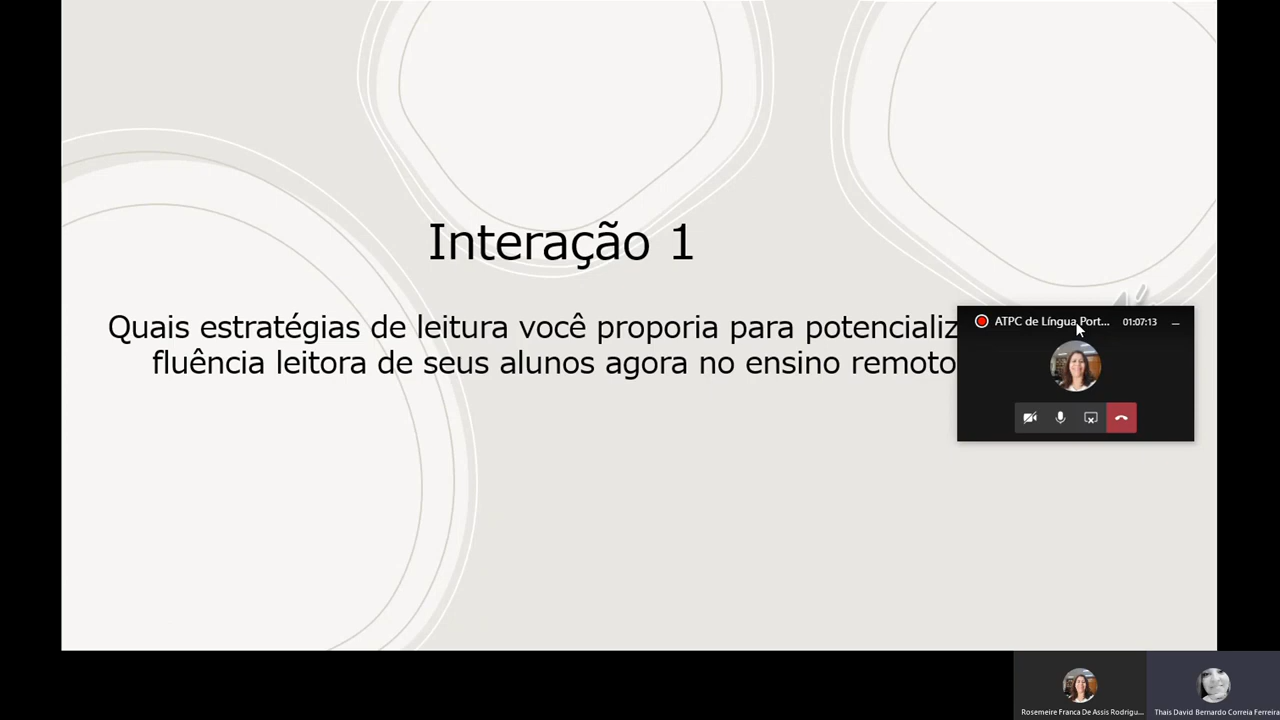 Interação 1
Quais estratégias de leitura você proporia para potencializ
fluência leitora de seus alunos agora no ensino remoto
ATPC de Língua Port... 01:07:13
Rosemeire Franca De Assis Rodrigu...
Thais David Bernardo Correia Ferreira